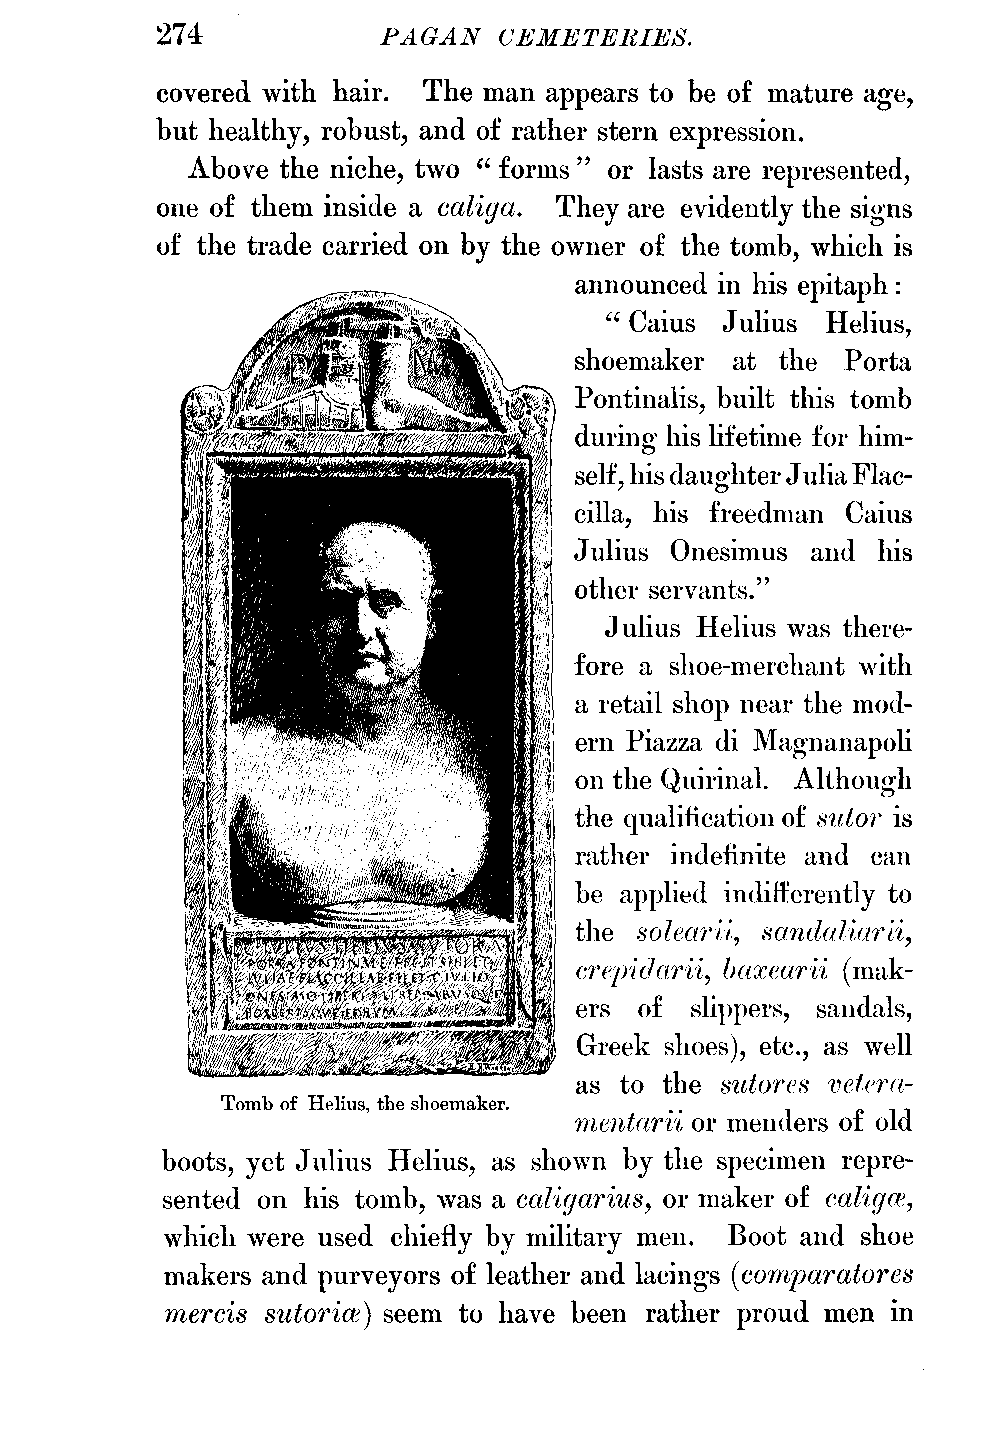 274 PAGAN CEMETERIES.
covered with hair. The man appears to be of mature age,
but healthy, robust, and of rather stern expression.
Above the niche, two “ forms ” or lasts are represented,
one of them inside a caliga. They are evidently the signs
of the trade carried on by the owner of the tomb, which is
announced in his epitaph :
“ Caius Julius Helius,
shoemaker at the Porta
Pontinalis, built this tomb
during his lifetime for him-
self, his daughter Julia Flac-
cilla, his freedman Caius
Julius Onesimus and his
other servants.”
Julius Helius was there-
fore a shoe-merchant with
a retail shop near the mod-
ern Piazza di Magnanapoli
on the Quirinal. Although
the qualification of sutor is
rather indefinite and can
be applied indifferently to
the solearii, sandaliarii,
crepidarii, baxearii (mak-
ers of slippers, sandals,
Greek shoes), etc., as well
as to the sutores vetera-
mentarii or menders of old
D M
Tomb of Helius, the shoemaker.
boots, yet Julius Helius, as shown by the specimen repre-
sented on his tomb, was a caligarius, or maker of caligæ,
which were used chiefly by military men. Boot and shoe
makers and purveyors of leather and lacings (comparatores
mercis sutoriæ) seem to have been rather proud men in